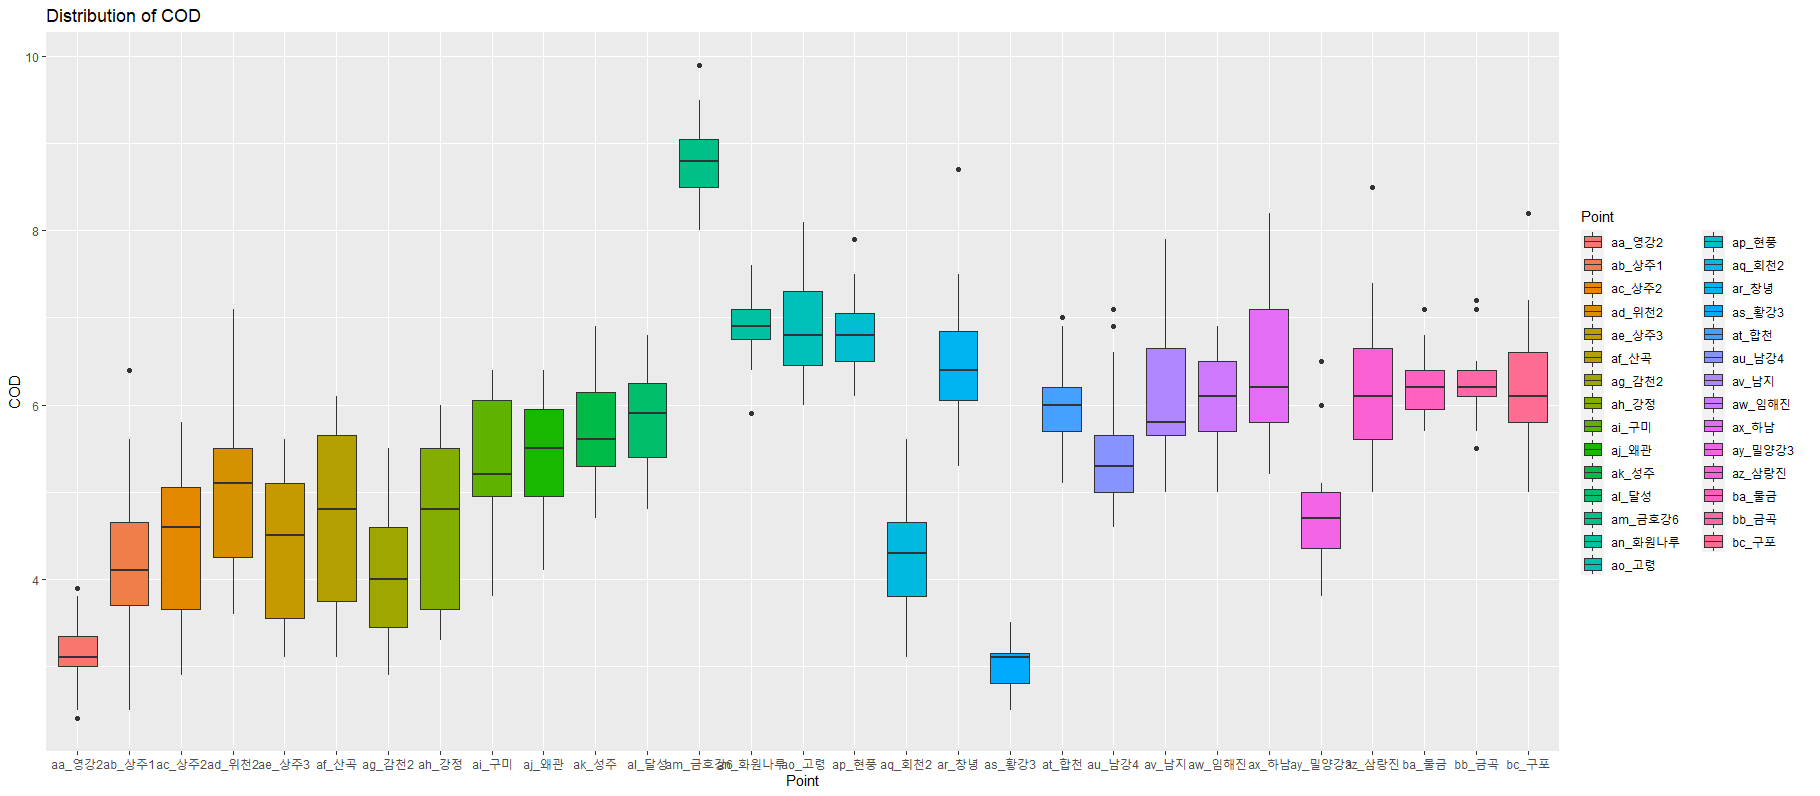 Distribution of COD
COD
10
8
6
4
aa_영강2 ab_상주1 ac_상주2 ad_위천2 ae_상주3 af_산곡 ag_감천2 ah_강정 ai_구미 aj_왜관 ak_성주 al_달성 am_금호강6 an_화원나루 ao_고령 ap_현풍 aq_회천2 ar_창녕 as_황강3 at_합천 au_남강4 av_남지 aw_임해진 ax_하남 ay_밀양강3 az_삼랑진 ba_물금 bb_금곡 bc_구포
Point
Point
aa_영강2
ab_상주1
ac_상주2
ad_위천2
ae_상주3
af_산곡
ag_감천2
ah_강정
ai_구미
aj_왜관
ak_성주
al_달성
am_금호강6
an_화원나루
ao_고령
ap_현풍
aq_회천2
ar_창녕
as_황강3
at_합천
au_남강4
av_남지
aw_임해진
ax_하남
ay_밀양강3
az_삼랑진
ba_물금
bb_금곡
bc_구포